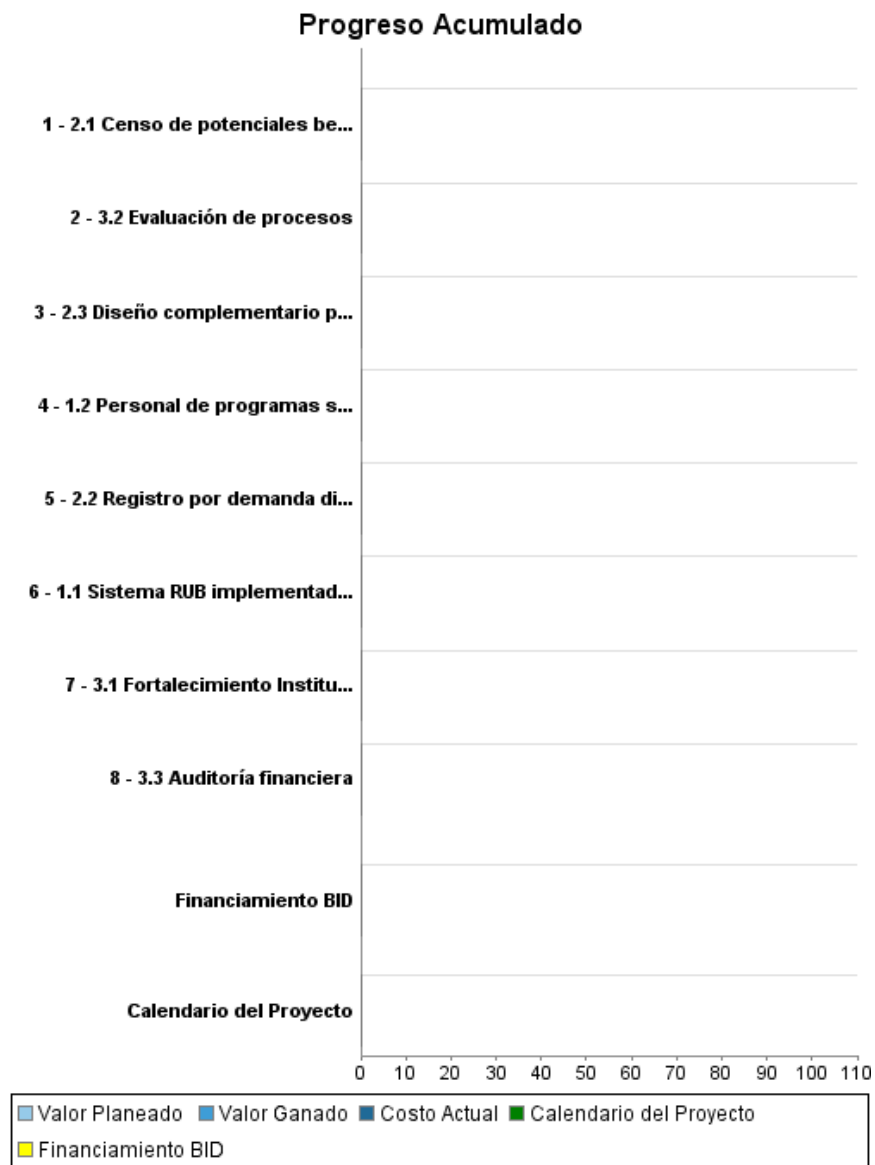 Progreso Acumulado
1 - 2.1 Censo de potenciales be...
2 - 3.2 Evaluación de procesos
3 - 2.3 Diseño complementario p...
4 - 1.2 Personal de programas s...
5 - 2.2 Registro por demanda di...
6 - 1.1 Sistema RUB implementad...
7 - 3.1 Fortalecimiento Institu...
8 - 3.3 Auditoría financiera
Financiamiento BID
Calendario del Proyecto
0 10 20 30 40 50 60 70 80 90 100 110
Valor Planeado Valor Ganado Costo Actual Calendario del Proyecto
Financiamiento BID